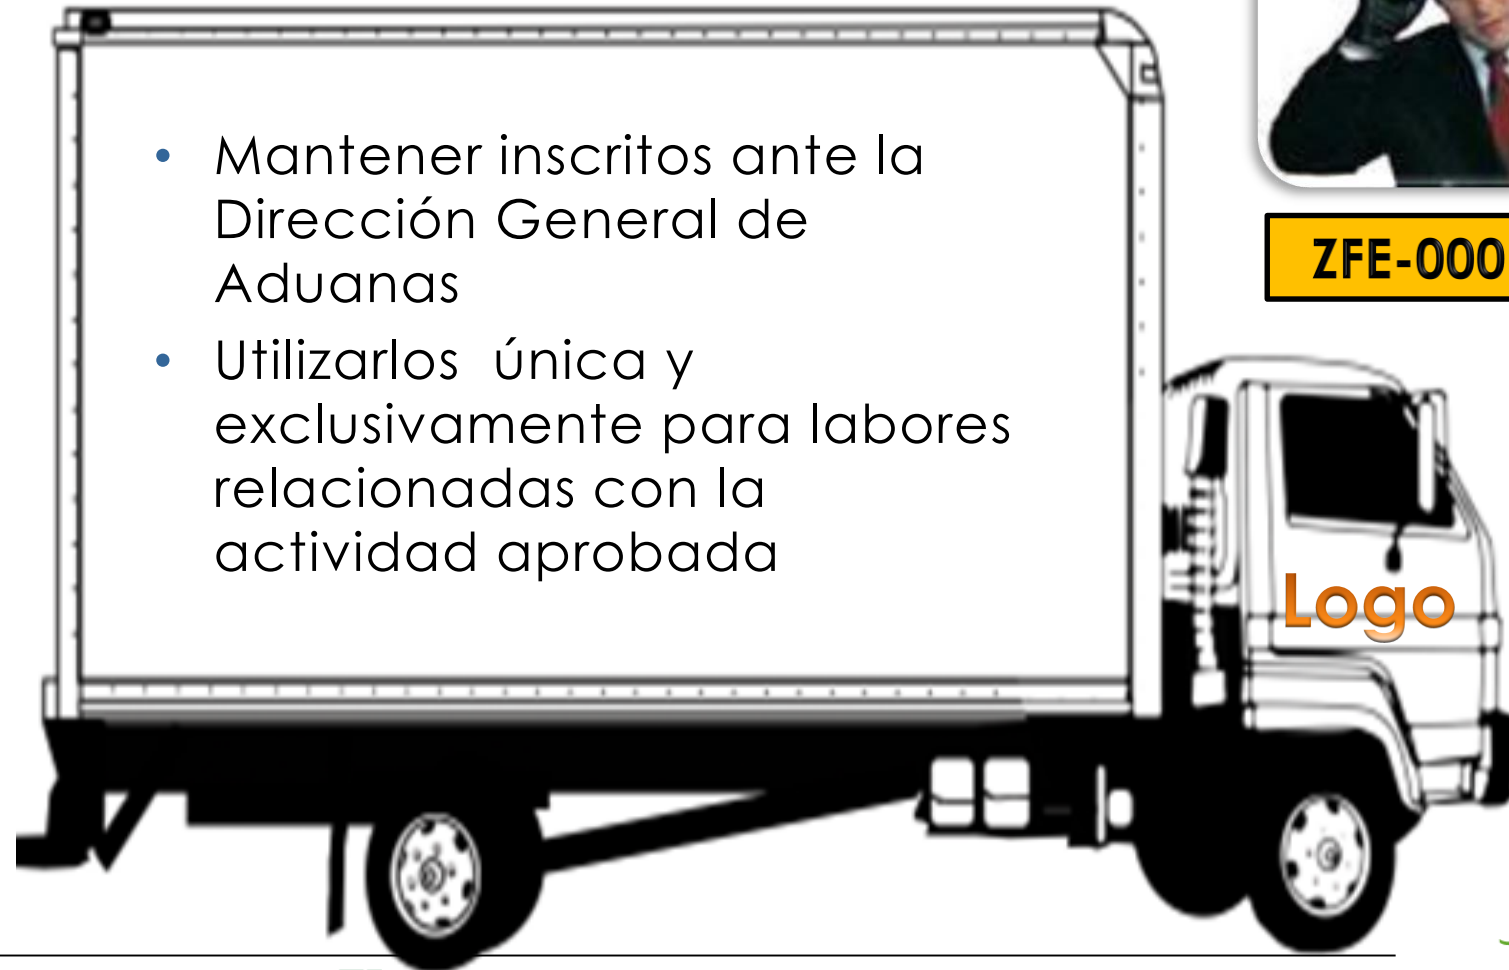 • Mantener inscritos ante la
Dirección General de
Aduanas
• Utilizarlos única y
exclusivamente para labores
relacionadas con la
actividad aprobada
ZFE-000
Logo